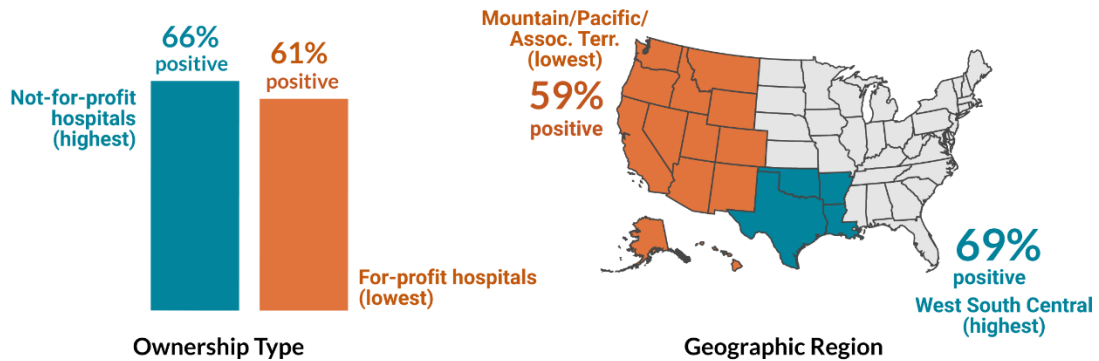 66%
positive
61%
positive
Not-for-profit
hospitals
(highest)
For-profit hospitals
(lowest)
Ownership Type
Mountain/Pacific/
Assoc. Terr.
(lowest)
59%
positive
69%
positive
West South Central
(highest)
Geographic Region